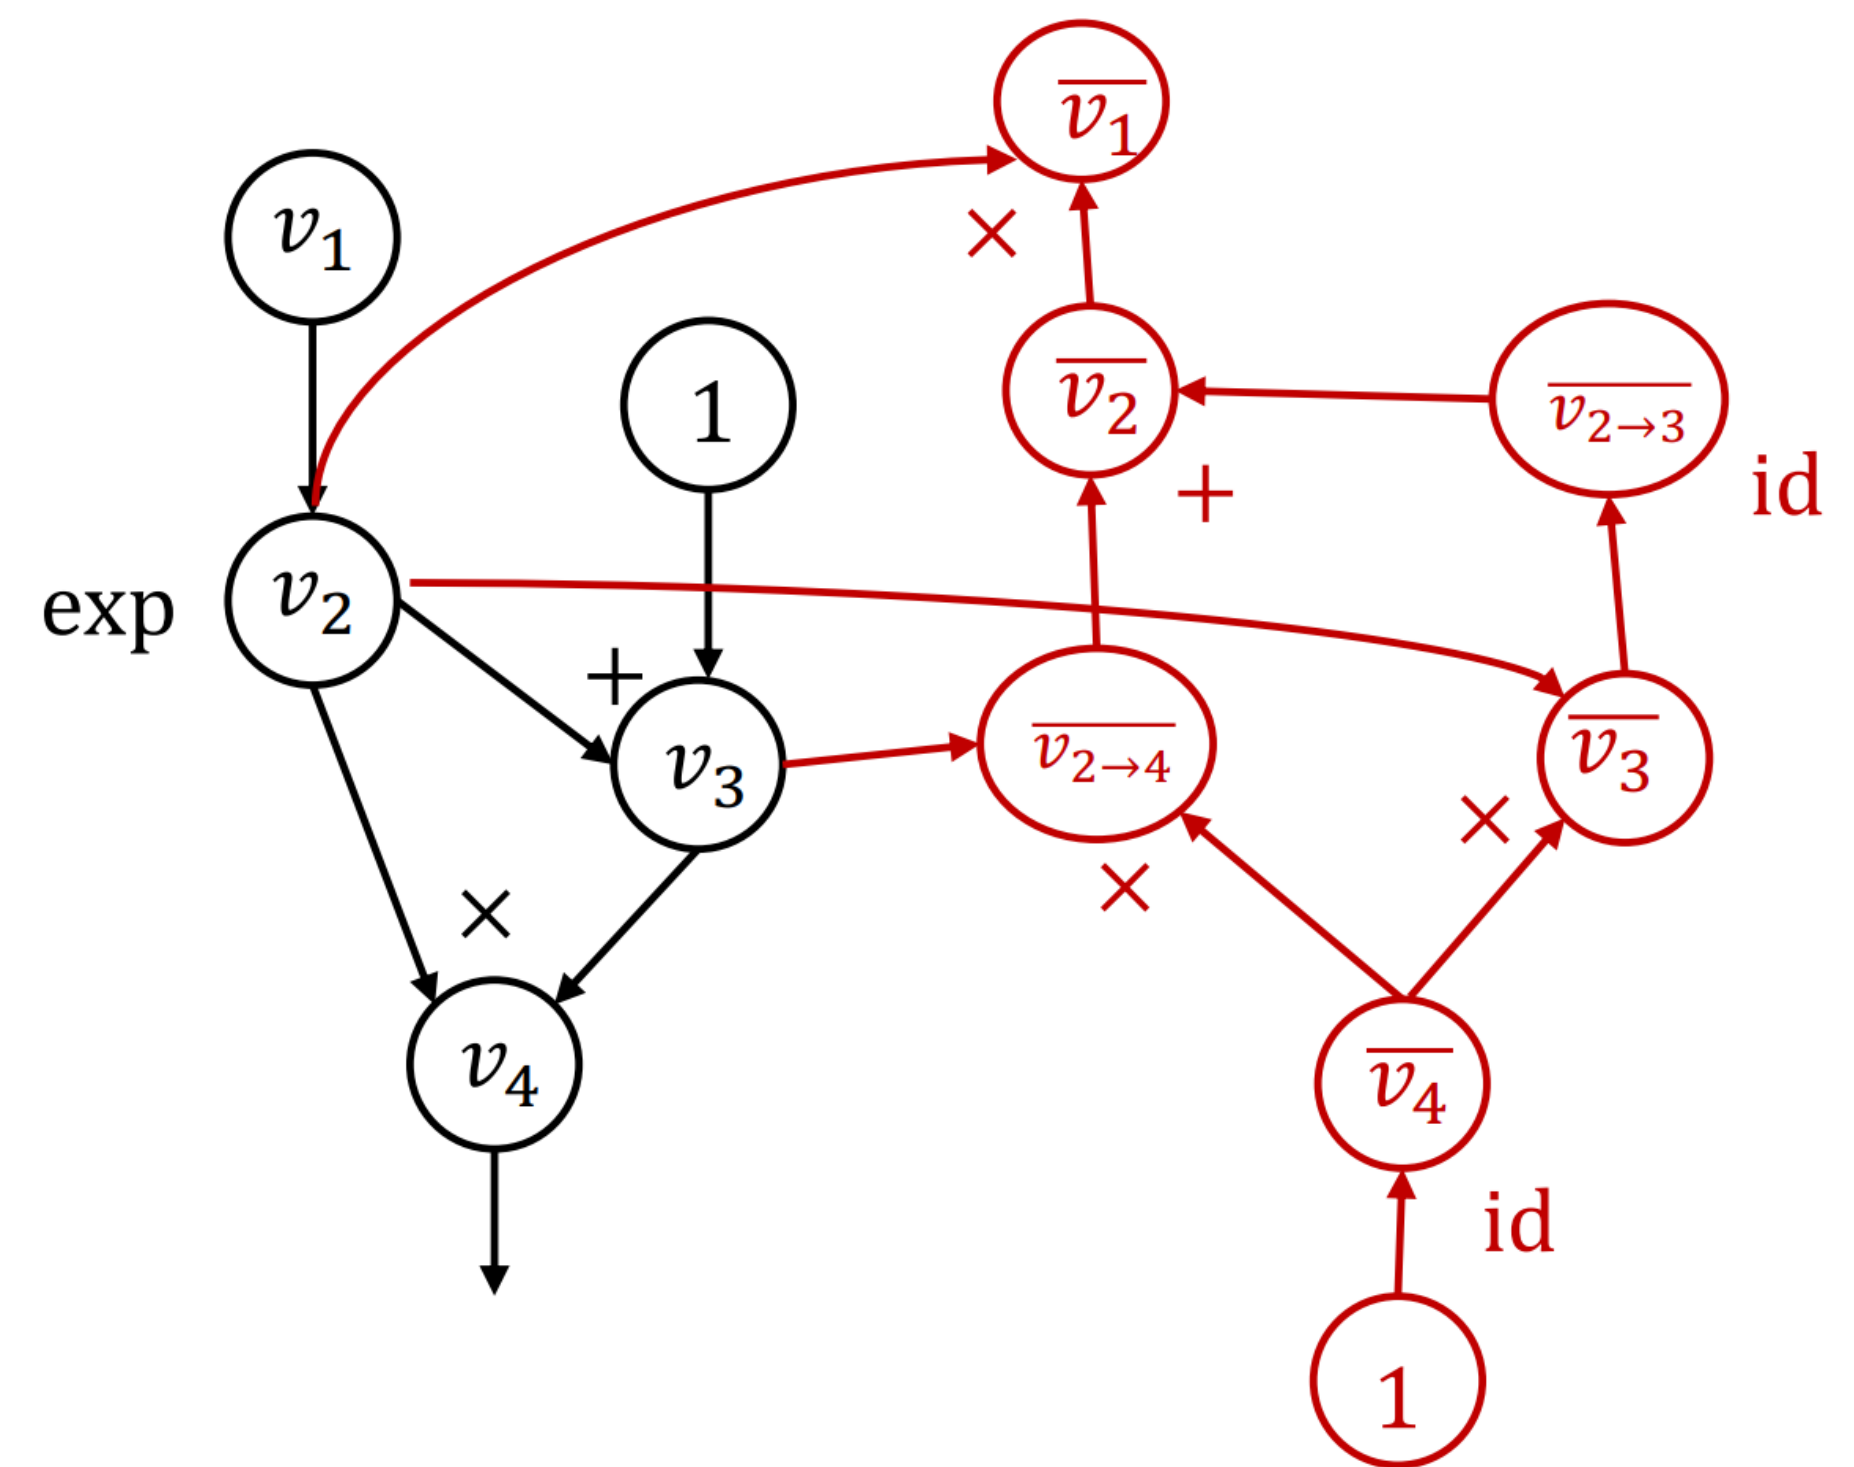 v̅₁
v₁
×
1
v̅₂
v̅₂→₃
id
+
exp
v₂
+
v₃
v̅₂→₄
v̅₃
×
×
×
v₄
v̅₄
id
1